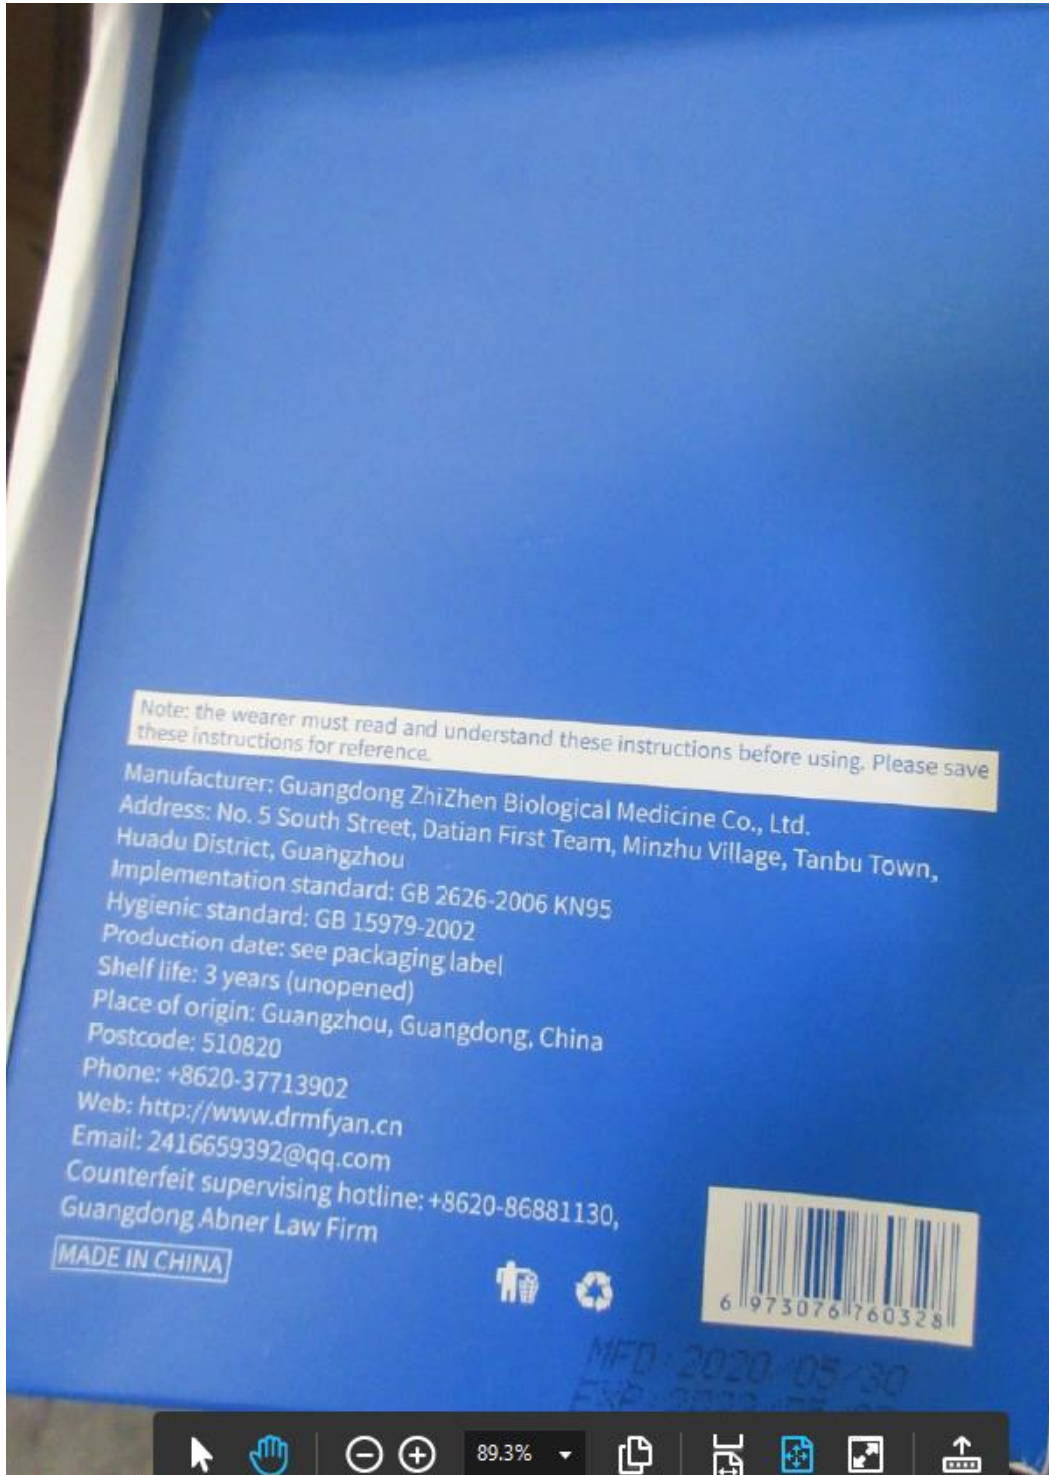 Note: the wearer must read and understand these instructions before using. Please save
these instructions for reference.
Manufacturer: Guangdong ZhiZhen Biological Medicine Co., Ltd.
Address: No. 5 South Street, Datian First Team, Minzhu Village, Tanbu Town,
Huadu District, Guangzhou
Implementation standard: GB 2626-2006 KN95
Hygienic standard: GB 15979-2002
Production date: see packaging label
Shelf life: 3 years (unopened)
Place of origin: Guangzhou, Guangdong, China
Postcode: 510820
Phone: +8620-37713902
Web: http://www.drmfyan.cn
Email: 2416659392@qq.com
Counterfeit supervising hotline: +8620-86881130,
Guangdong Abner Law Firm
MADE IN CHINA
6 973076 760328
MFD: 2020/05/30
EXP:
89.3%